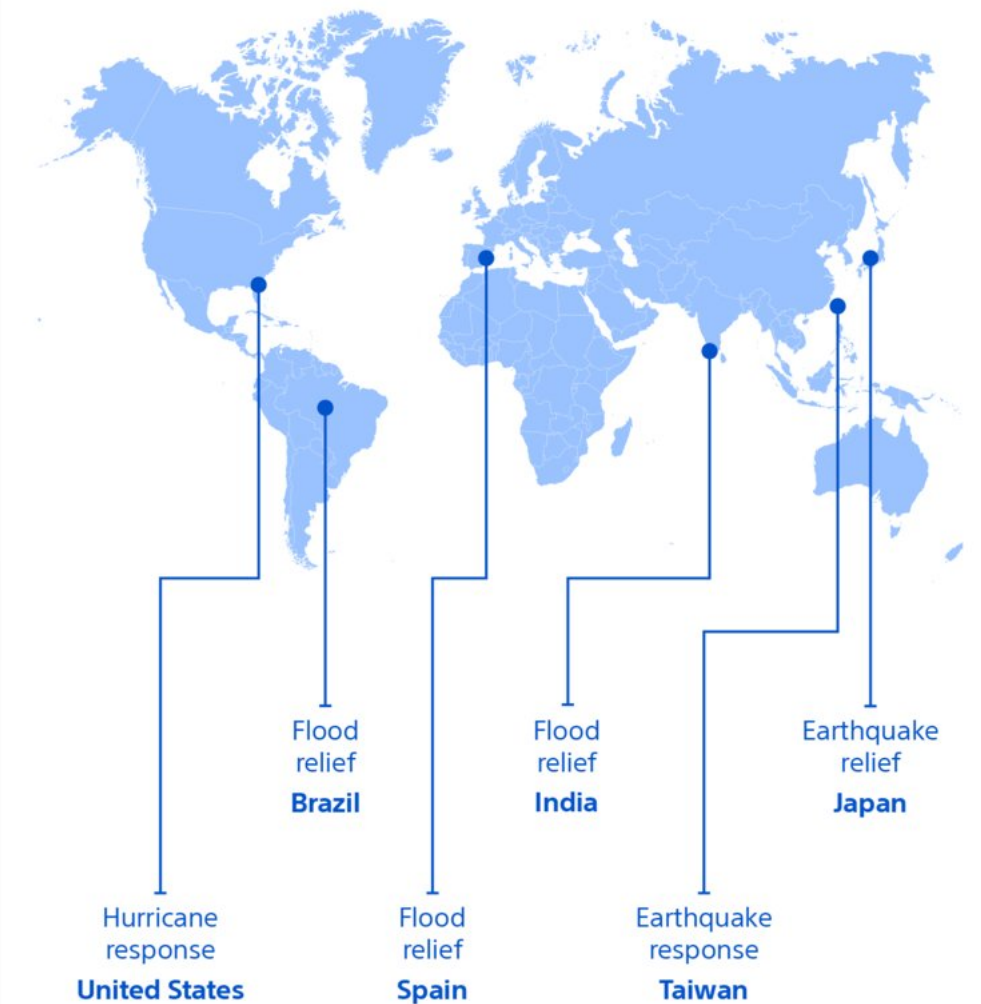 Flood
relief
Brazil
Flood
relief
India
Earthquake
relief
Japan
Hurricane
response
United States
Flood
relief
Spain
Earthquake
response
Taiwan